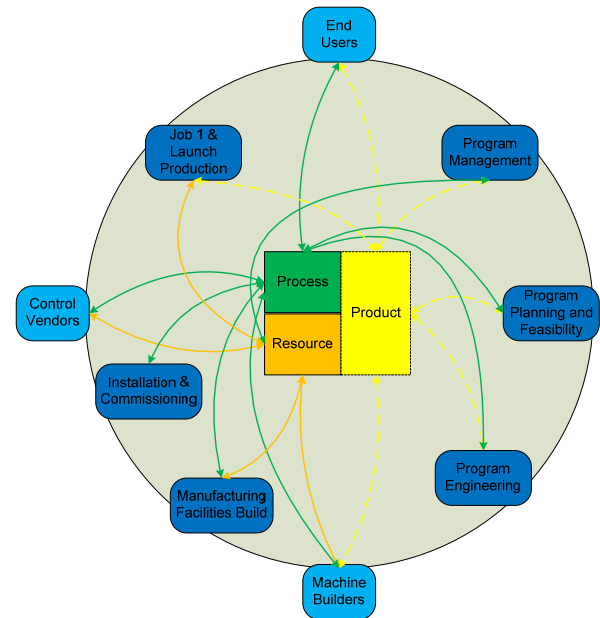 End
Users
Job 1 &
Launch
Production
Program
Management
Process
Product
Resource
Control
Vendors
Program
Planning and
Feasibility
Installation &
Commissioning
Program
Engineering
Manufacturing
Facilities Build
Machine
Builders